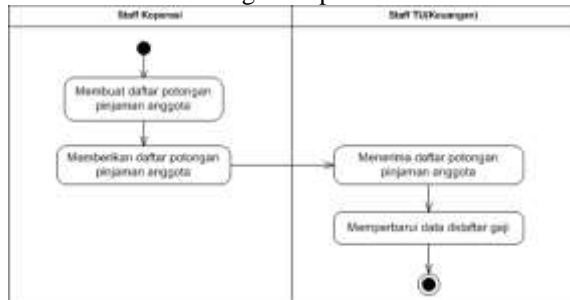 Staff Koperasi
Staff TU(Keuangan)
Membuat daftar potongan
pinjaman anggota
Memberikan daftar potongan
pinjaman anggota
Menerima daftar potongan
pinjaman anggota
Memperbarui data didaftar gaji